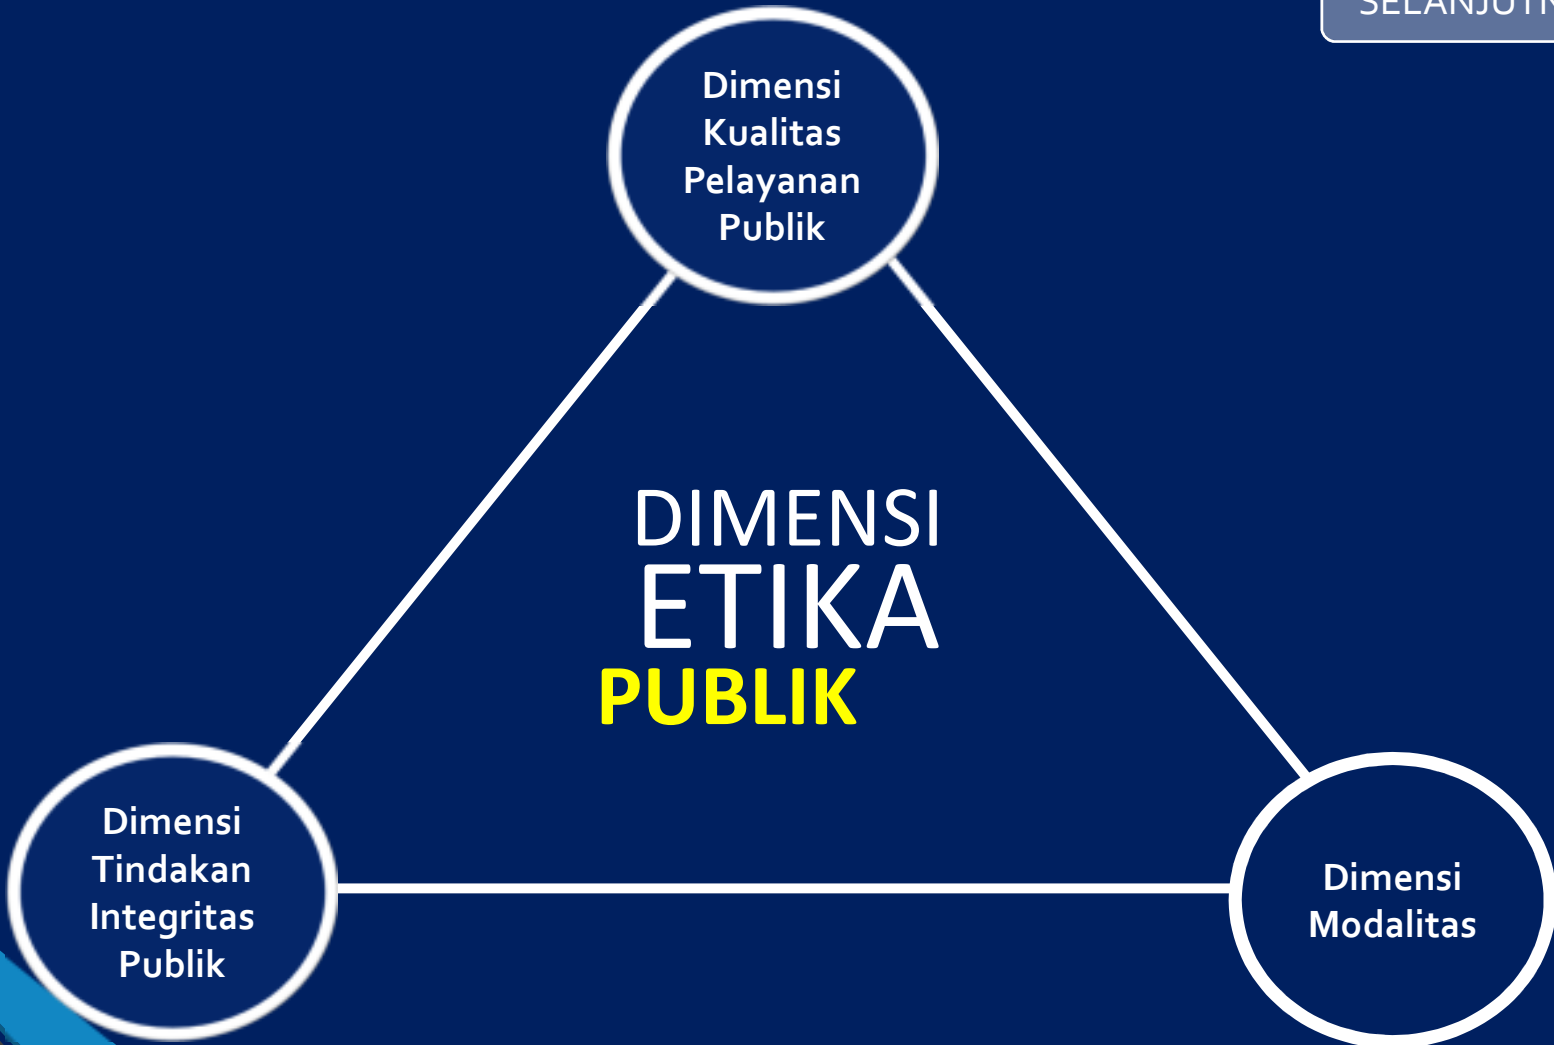 Dimensi
Kualitas
Pelayanan
Publik
DIMENSI
ETIKA
PUBLIK
Dimensi
Tindakan
Integritas
Publik
Dimensi
Modalitas